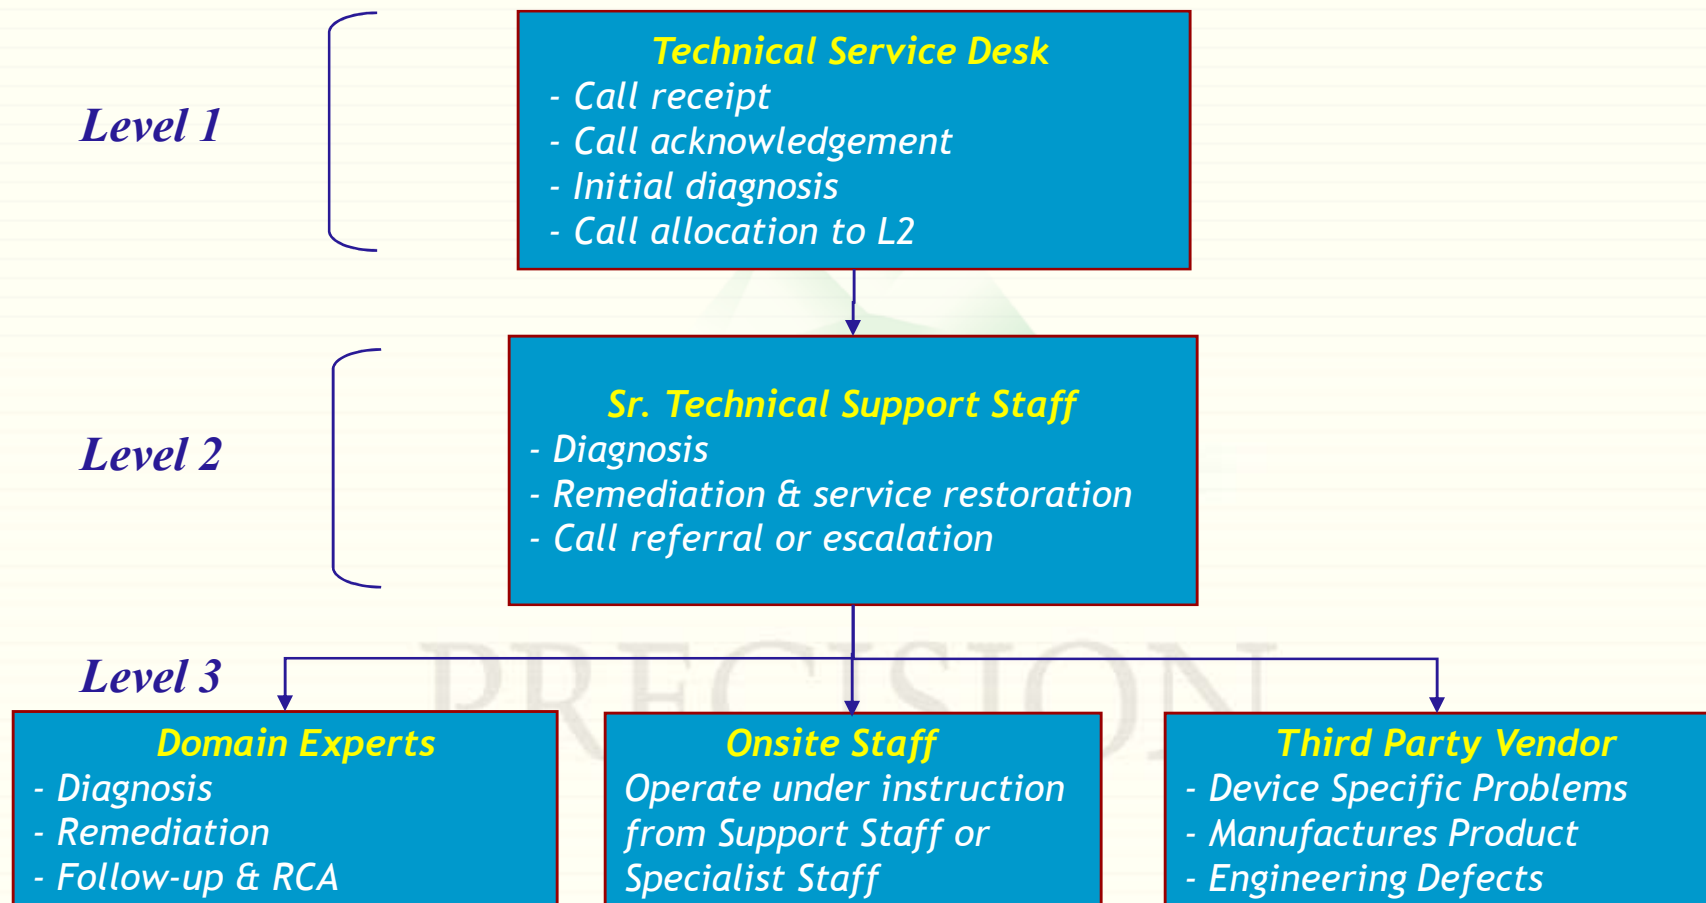 Technical Service Desk
- Call receipt
Level 1
- Call acknowledgement
- Initial diagnosis
- Call allocation to L2
Sr. Technical Support Staff
- Diagnosis
Level 2
- Remediation & service restoration
- Call referral or escalation
Level 3
PRECISION
Domain Experts
- Diagnosis
- Remediation
- Follow-up & RCA
Onsite Staff
Operate under instruction
from Support Staff or
Specialist Staff
Third Party Vendor
- Device Specific Problems
- Manufactures Product
- Engineering Defects